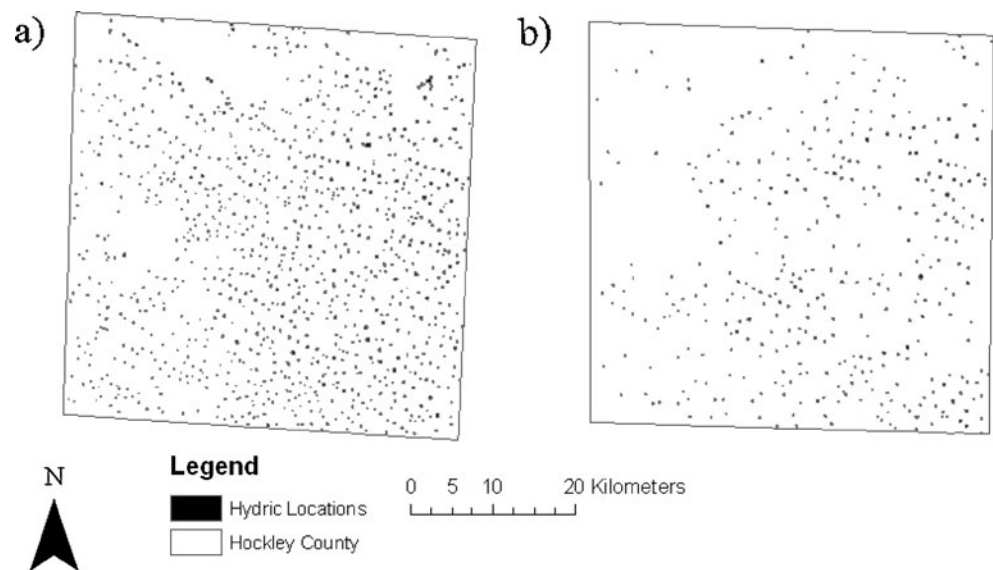 a)
b)
N
Legend
Hydric Locations
Hockley County
0 5 10 20 Kilometers